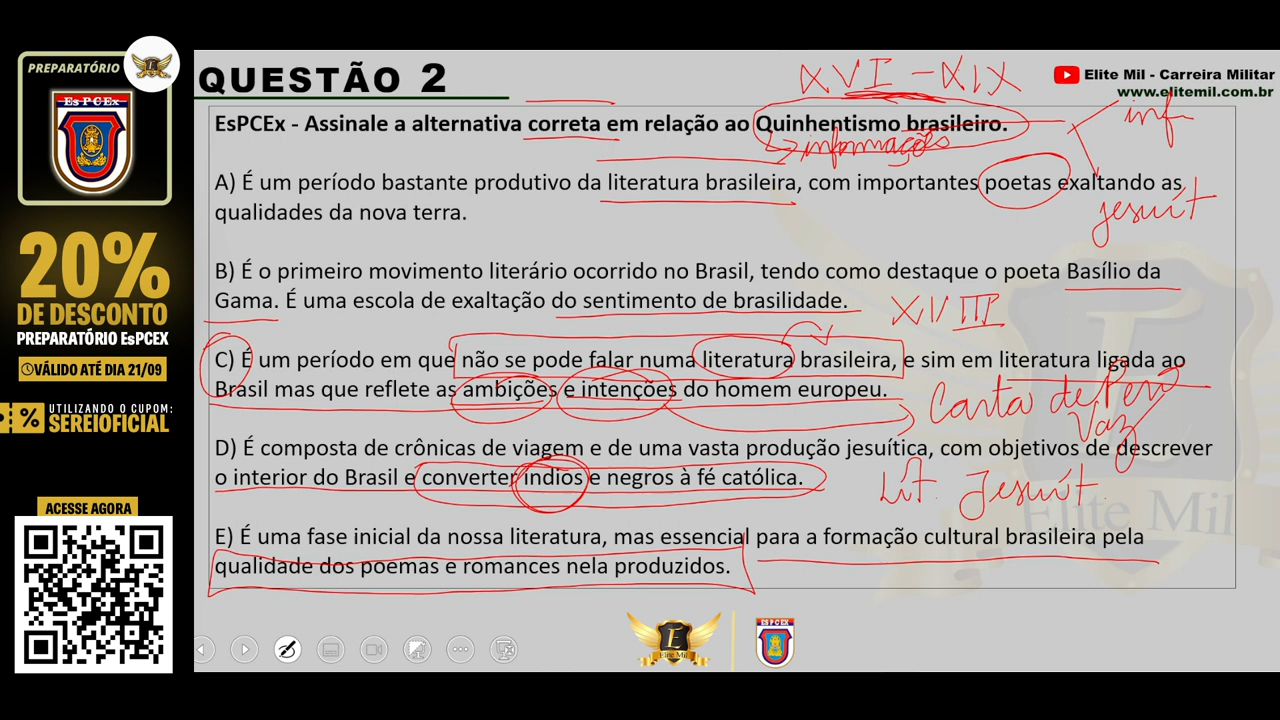 PREPARATÓRIO
EsPCEx
20%
DE DESCONTO
PREPARATÓRIO EsPCEX
VÁLIDO ATÉ DIA 21/09
% UTILIZANDO O CUPOM:
SEREIOFICIAL
ACESSE AGORA
QUESTÃO 2
XVI - XIX
Elite Mil - Carreira Militar
www.elitemil.com.br
EsPCEx - Assinale a alternativa correta em relação ao Quinhentismo brasileiro.
inf
informações
A) É um período bastante produtivo da literatura brasileira, com importantes poetas exaltando as
qualidades da nova terra.
jesuít
B) É o primeiro movimento literário ocorrido no Brasil, tendo como destaque o poeta Basílio da
Gama. É uma escola de exaltação do sentimento de brasilidade.
XVIII
C) É um período em que não se pode falar numa literatura brasileira, e sim em literatura ligada ao
Brasil mas que reflete as ambições e intenções do homem europeu.
Carta de Pero
Vaz
D) É composta de crônicas de viagem e de uma vasta produção jesuítica, com objetivos de descrever
o interior do Brasil e converter índios e negros à fé católica.
Lit. Jesuít.
E) É uma fase inicial da nossa literatura, mas essencial para a formação cultural brasileira pela
qualidade dos poemas e romances nela produzidos.
Elite Mil
Elite Mil
EsPCEx